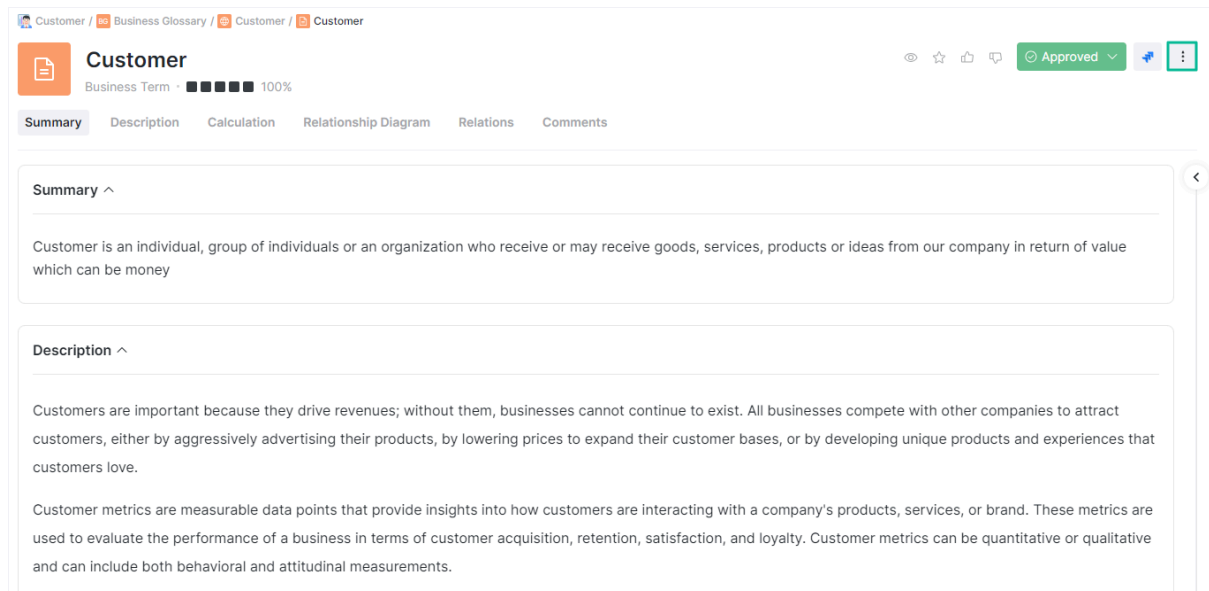 Customer / BG Business Glossary / Customer / Customer
Customer
Approved
Business Term · 100%
Summary Description Calculation Relationship Diagram Relations Comments
Summary
Customer is an individual, group of individuals or an organization who receive or may receive goods, services, products or ideas from our company in return of value
which can be money
Description
Customers are important because they drive revenues; without them, businesses cannot continue to exist. All businesses compete with other companies to attract
customers, either by aggressively advertising their products, by lowering prices to expand their customer bases, or by developing unique products and experiences that
customers love.
Customer metrics are measurable data points that provide insights into how customers are interacting with a company's products, services, or brand. These metrics are
used to evaluate the performance of a business in terms of customer acquisition, retention, satisfaction, and loyalty. Customer metrics can be quantitative or qualitative
and can include both behavioral and attitudinal measurements.